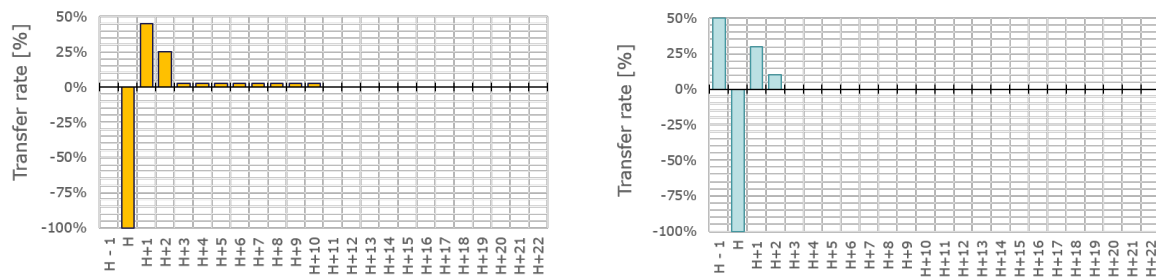 Transfer rate [%]
50%
25%
0%
-25%
-50%
-75%
-100%
H - 1
H
H+1
H+2
H+3
H+4
H+5
H+6
H+7
H+8
H+9
H+10
H+11
H+12
H+13
H+14
H+15
H+16
H+17
H+18
H+19
H+20
H+21
H+22
Transfer rate [%]
50%
25%
0%
-25%
-50%
-75%
-100%
H - 1
H
H+1
H+2
H+3
H+4
H+5
H+6
H+7
H+8
H+9
H+10
H+11
H+12
H+13
H+14
H+15
H+16
H+17
H+18
H+19
H+20
H+21
H+22